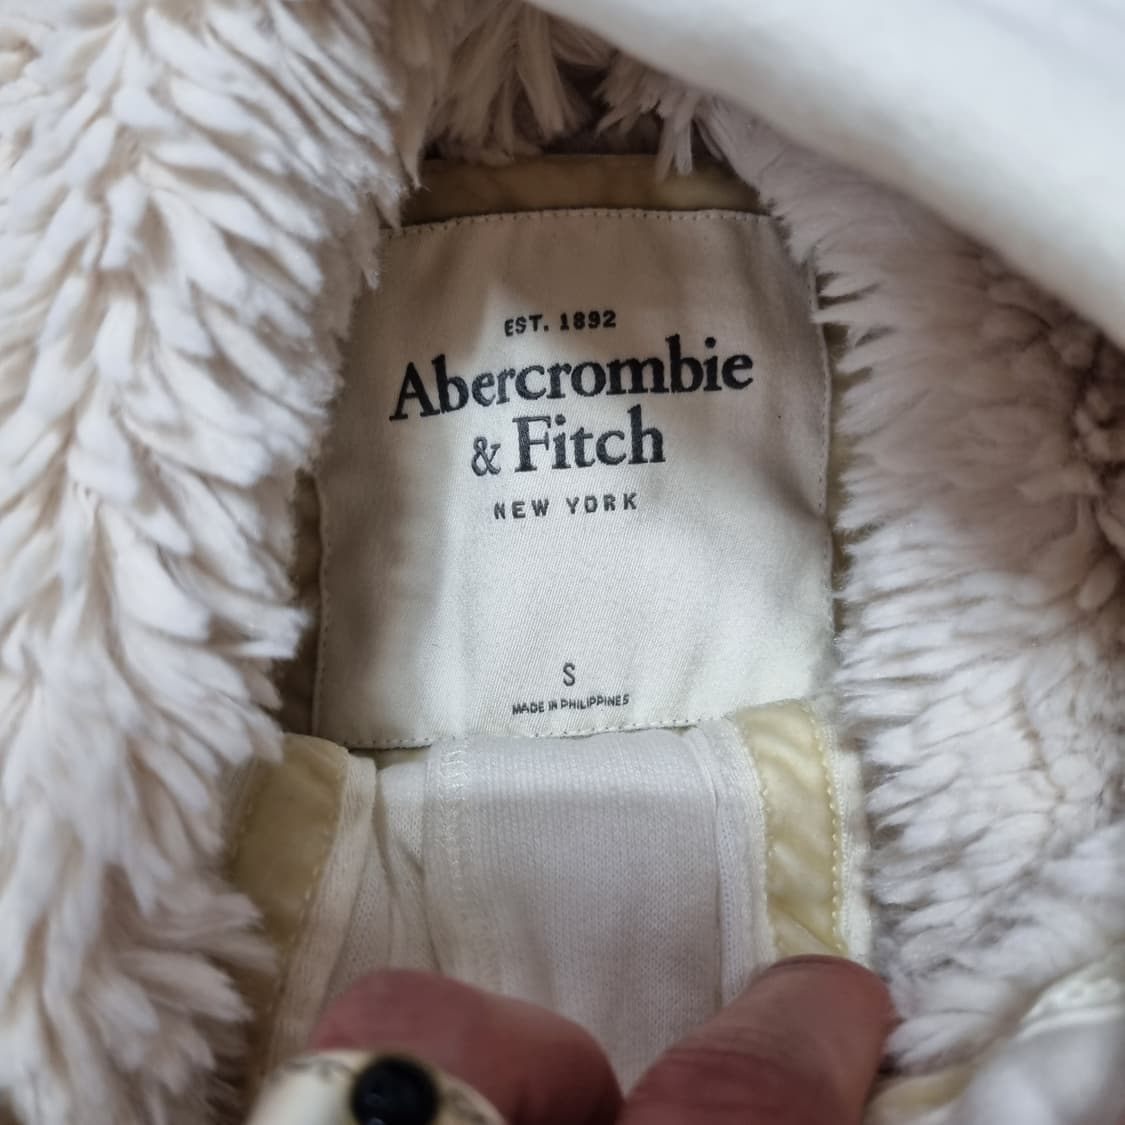 EST. 1892
Abercrombie
& Fitch
NEW YORK
S
MADE IN PHILIPPINES